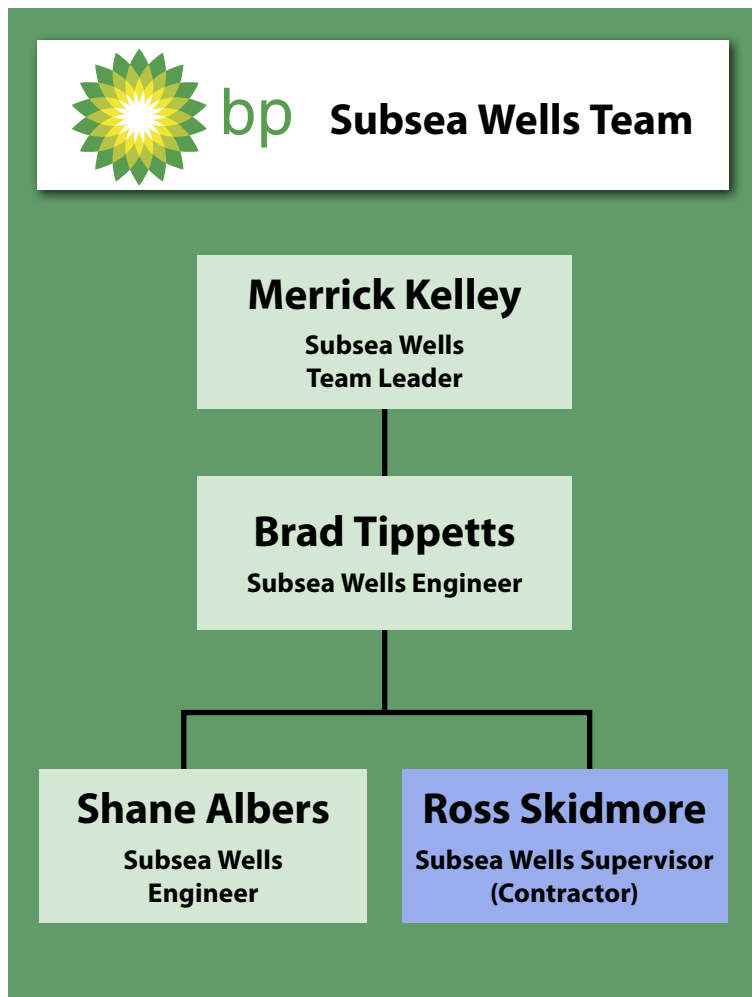 bp Subsea Wells Team
Merrick Kelley
Subsea Wells
Team Leader
Brad Tippetts
Subsea Wells Engineer
Shane Albers
Subsea Wells
Engineer
Ross Skidmore
Subsea Wells Supervisor
(Contractor)